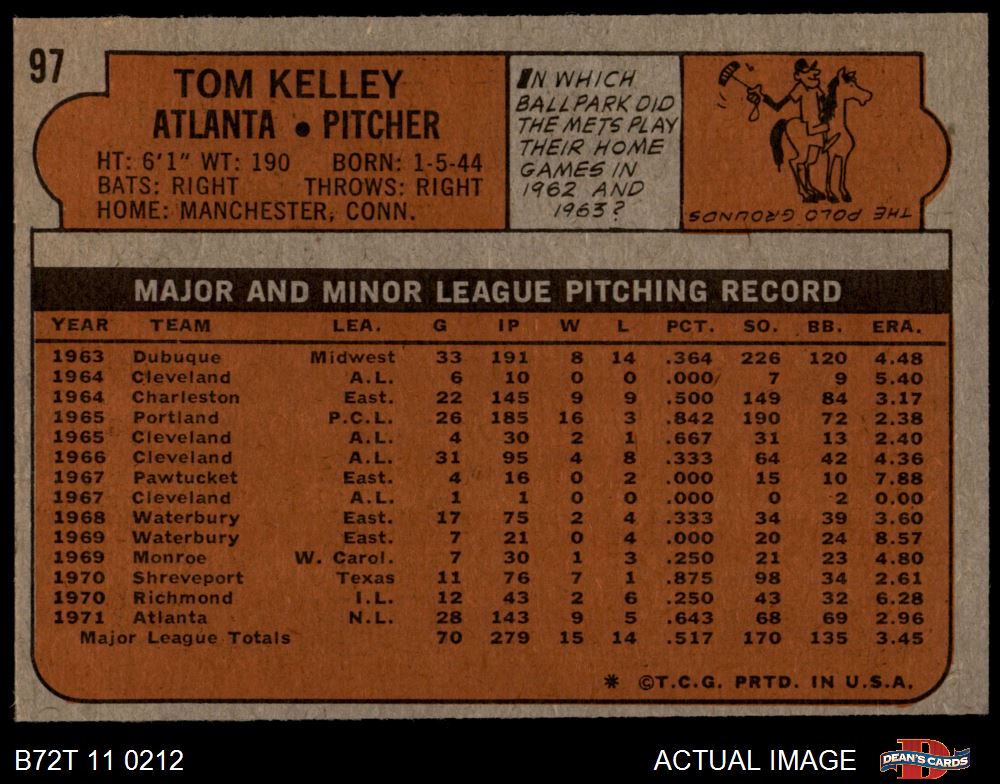 97
TOM KELLEY
ATLANTA • PITCHER
HT: 6'1" WT: 190 BORN: 1-5-44
BATS: RIGHT THROWS: RIGHT
HOME: MANCHESTER, CONN.
IN WHICH
BALLPARK DID
THE METS PLAY
THEIR HOME
GAMES IN
1962 AND
1963?
THE POLO GROUNDS
MAJOR AND MINOR LEAGUE PITCHING RECORD
YEAR TEAM LEA. G IP W L PCT. SO. BB. ERA.
1963 Dubuque Midwest 33 191 8 14 .364 226 120 4.48
1964 Cleveland A.L. 6 10 0 0 .000 7 9 5.40
1964 Charleston East. 22 145 9 9 .500 149 84 3.17
1965 Portland P.C.L. 26 185 16 3 .842 190 72 2.38
1965 Cleveland A.L. 4 30 2 1 .667 31 13 2.40
1966 Cleveland A.L. 31 95 4 8 .333 64 42 4.36
1967 Pawtucket East. 4 16 0 2 .000 15 10 7.88
1967 Cleveland A.L. 1 1 0 0 .000 0 2 0.00
1968 Waterbury East. 17 75 2 4 .333 34 39 3.60
1969 Waterbury East. 7 21 0 4 .000 20 24 8.57
1969 Monroe W. Carol. 7 30 1 3 .250 21 23 4.80
1970 Shreveport Texas 11 76 7 1 .875 98 34 2.61
1970 Richmond I.L. 12 43 2 6 .250 43 32 6.28
1971 Atlanta N.L. 28 143 9 5 .643 68 69 2.96
Major League Totals 70 279 15 14 .517 170 135 3.45
* ©T.C.G. PRTD. IN U.S.A.
B72T 11 0212 ACTUAL IMAGE
D
DEAN'S CARDS